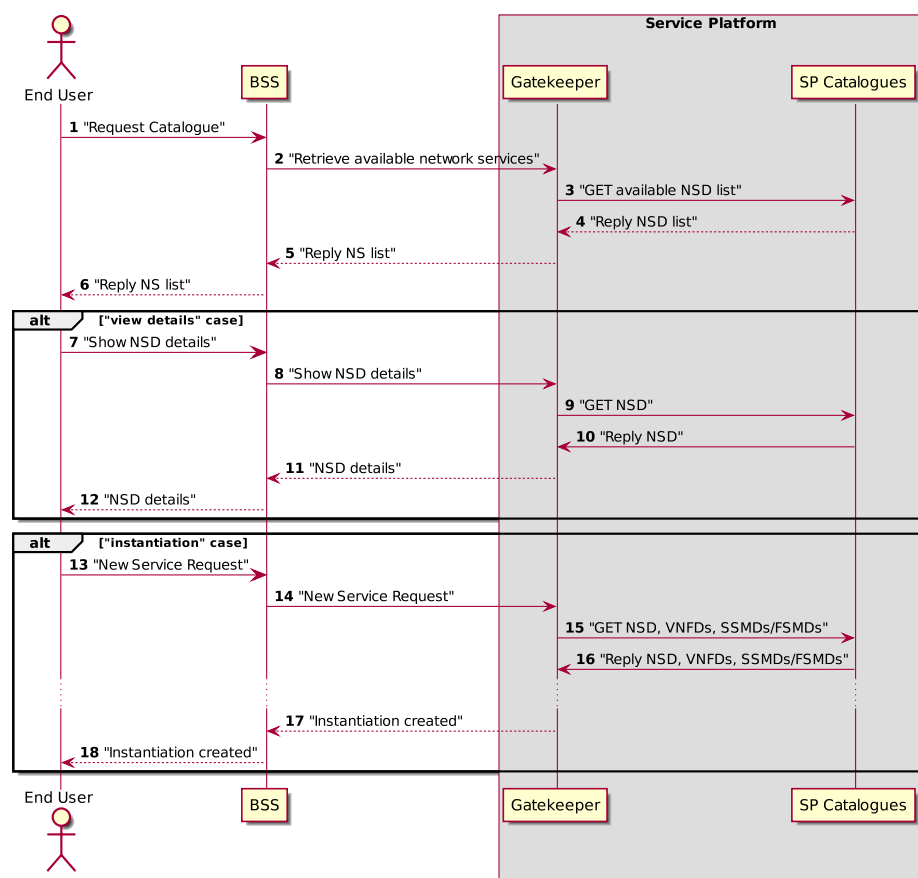 Service Platform
End User
BSS
Gatekeeper
SP Catalogues
1 "Request Catalogue"
2 "Retrieve available network services"
3 "GET available NSD list"
4 "Reply NSD list"
5 "Reply NS list"
6 "Reply NS list"
alt ["view details" case]
7 "Show NSD details"
8 "Show NSD details"
9 "GET NSD"
10 "Reply NSD"
11 "NSD details"
12 "NSD details"
alt ["instantiation" case]
13 "New Service Request"
14 "New Service Request"
15 "GET NSD, VNFDs, SSMDs/FSMDs"
16 "Reply NSD, VNFDs, SSMDs/FSMDs"
17 "Instantiation created"
18 "Instantiation created"
End User
BSS
Gatekeeper
SP Catalogues